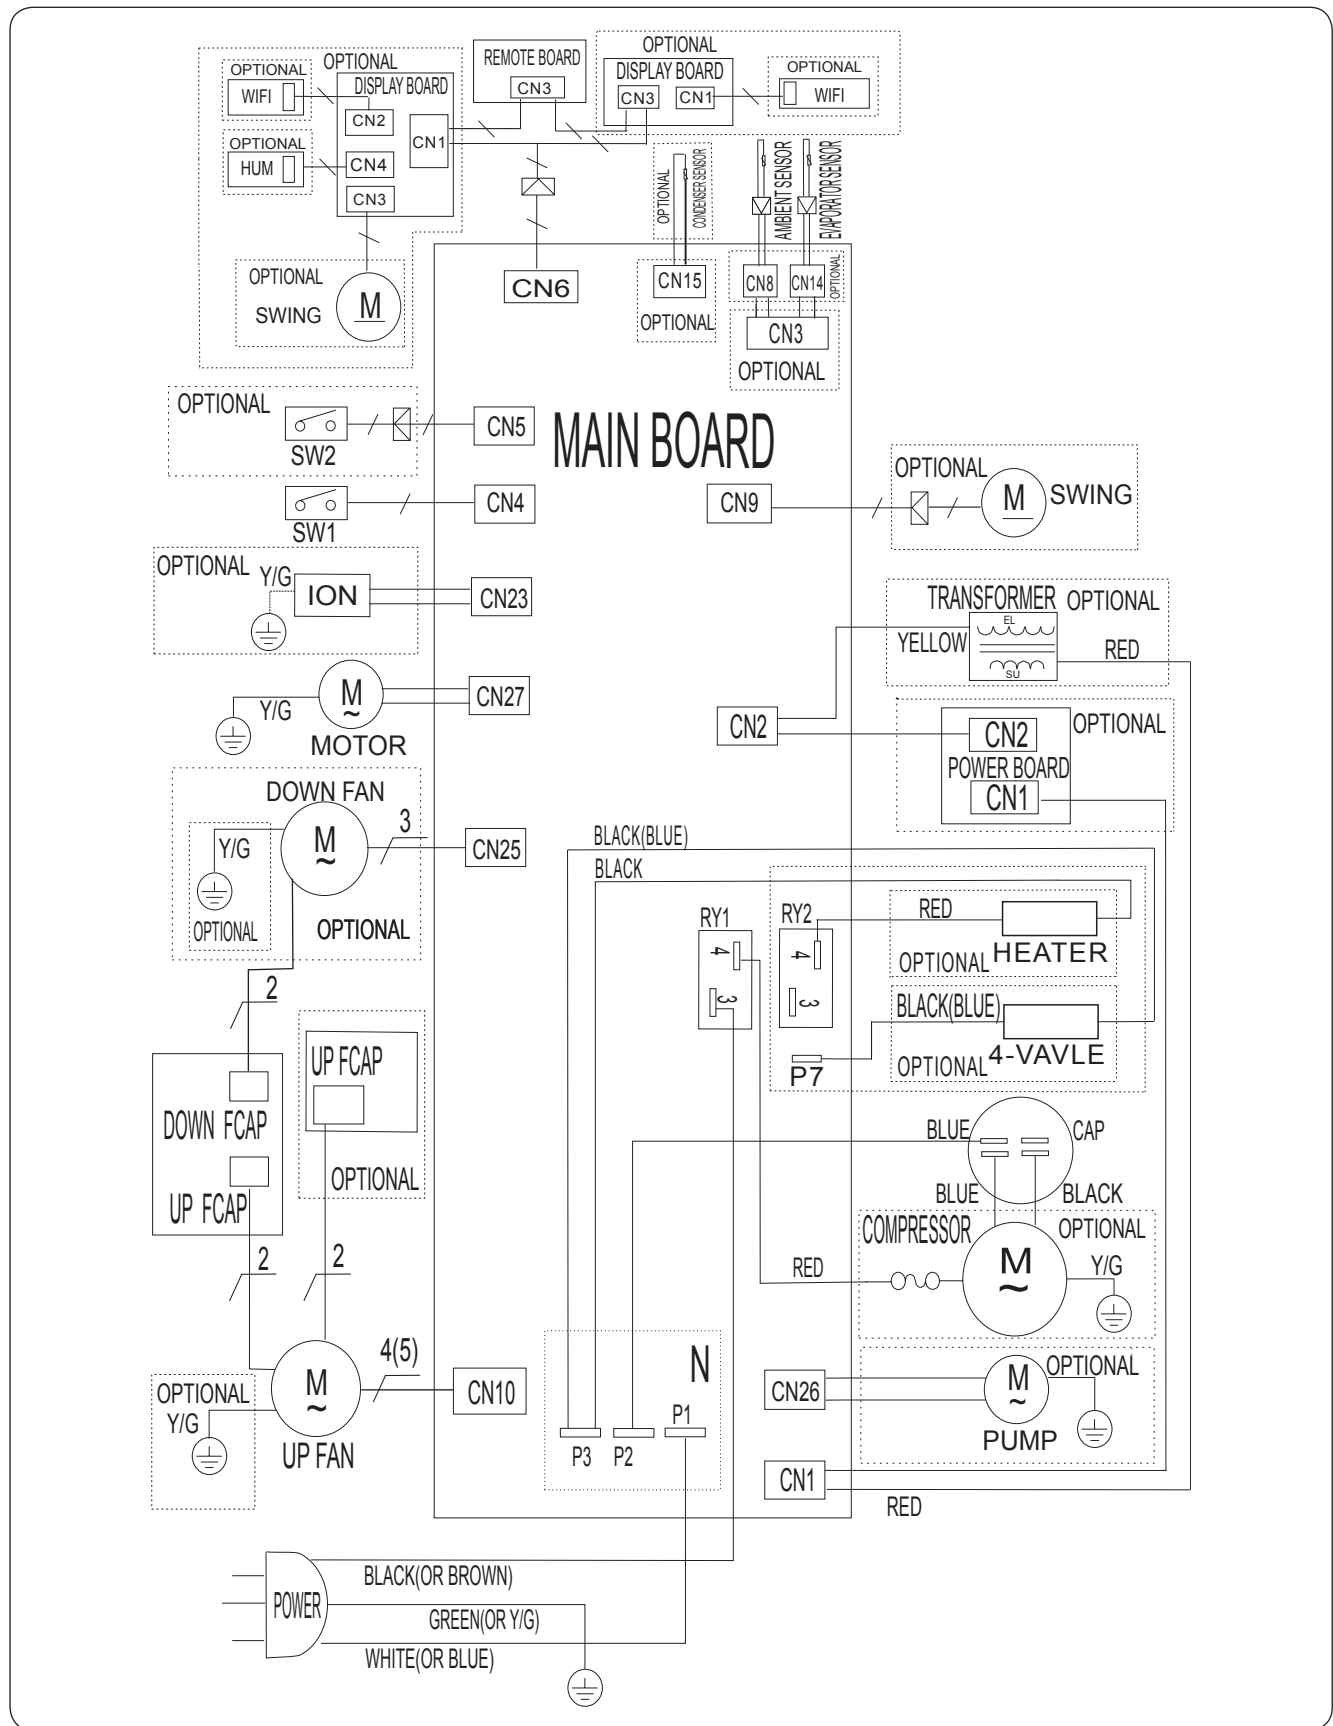 OPTIONAL
REMOTE BOARD
CN3
OPTIONAL
DISPLAY BOARD
CN3
CN1
OPTIONAL
WIFI
OPTIONAL
WIFI
DISPLAY BOARD
CN2
CN1
OPTIONAL
HUM
CN4
CN3
OPTIONAL
SWING
M
CN6
OPTIONAL
CONDENSER SENSOR
CN15
OPTIONAL
AMBIENT SENSOR
EVAPORATOR SENSOR
CN8
CN14
OPTIONAL
CN3
OPTIONAL
OPTIONAL
SW2
CN5
MAIN BOARD
SW1
CN4
CN9
OPTIONAL
M
SWING
OPTIONAL
Y/G
ION
CN23
TRANSFORMER
OPTIONAL
EL
YELLOW
SU
RED
Y/G
M
~
MOTOR
CN27
CN2
CN2
POWER BOARD
CN1
OPTIONAL
DOWN FAN
M
~
3
CN25
Y/G
OPTIONAL
OPTIONAL
BLACK(BLUE)
BLACK
RY1
4
3
RY2
4
3
RED
HEATER
OPTIONAL
BLACK(BLUE)
4-VAVLE
OPTIONAL
P7
2
UP FCAP
OPTIONAL
DOWN FCAP
UP FCAP
2
2
BLUE
CAP
BLUE
BLACK
COMPRESSOR
OPTIONAL
M
~
Y/G
RED
OPTIONAL
Y/G
M
~
UP FAN
4(5)
CN10
N
P3
P2
P1
CN26
M
~
PUMP
OPTIONAL
CN1
RED
POWER
BLACK(OR BROWN)
GREEN(OR Y/G)
WHITE(OR BLUE)